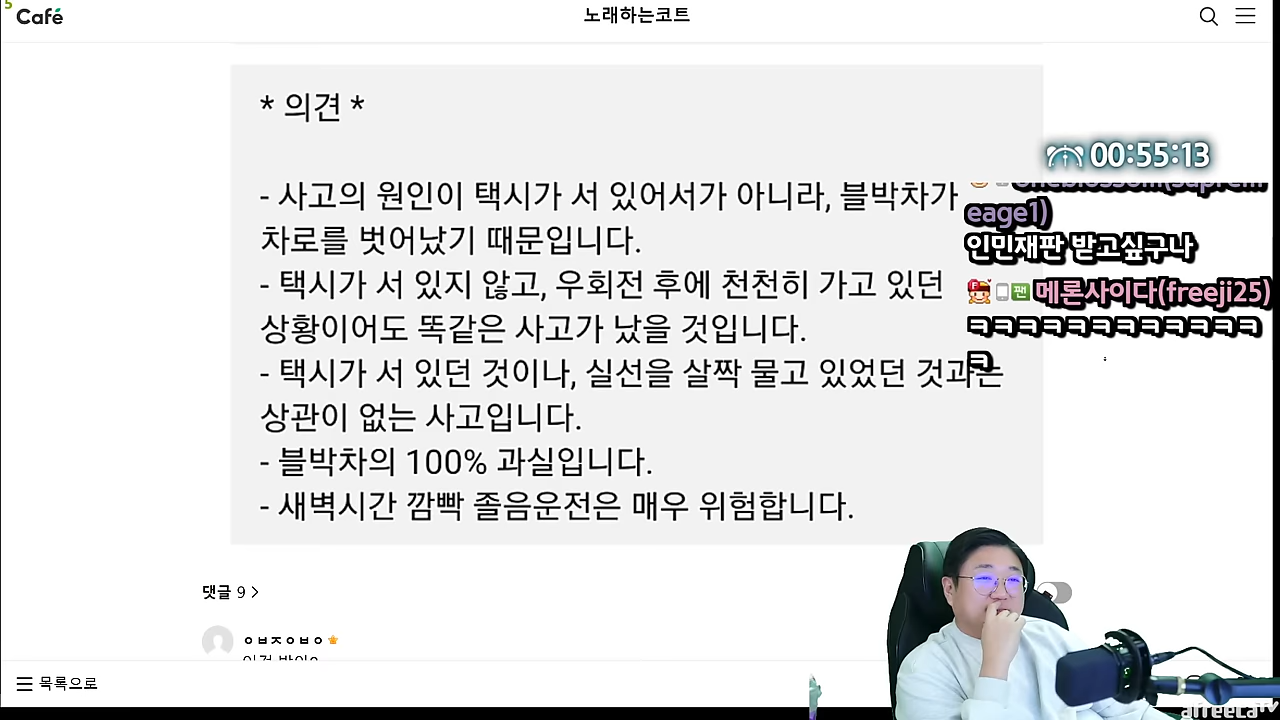 5
Café
노래하는코트
* 의견 *
- 사고의 원인이 택시가 서 있어서가 아니라, 블박차가
차로를 벗어났기 때문입니다.
- 택시가 서 있지 않고, 우회전 후에 천천히 가고 있던
상황이어도 똑같은 사고가 났을 것입니다.
- 택시가 서 있던 것이나, 실선을 살짝 물고 있었던 것과는
상관이 없는 사고입니다.
- 블박차의 100% 과실입니다.
- 새벽시간 깜빡 졸음운전은 매우 위험합니다.
00:55:13
eage1)
인민재판 받고싶구나
팬 메론사이다(freeji25)
ㅋㅋㅋㅋㅋㅋㅋㅋㅋㅋㅋㅋ
ㅋ
댓글 9 >
ㅇㅂㅈㅇㅂㅇ
목록으로
afreecaTV